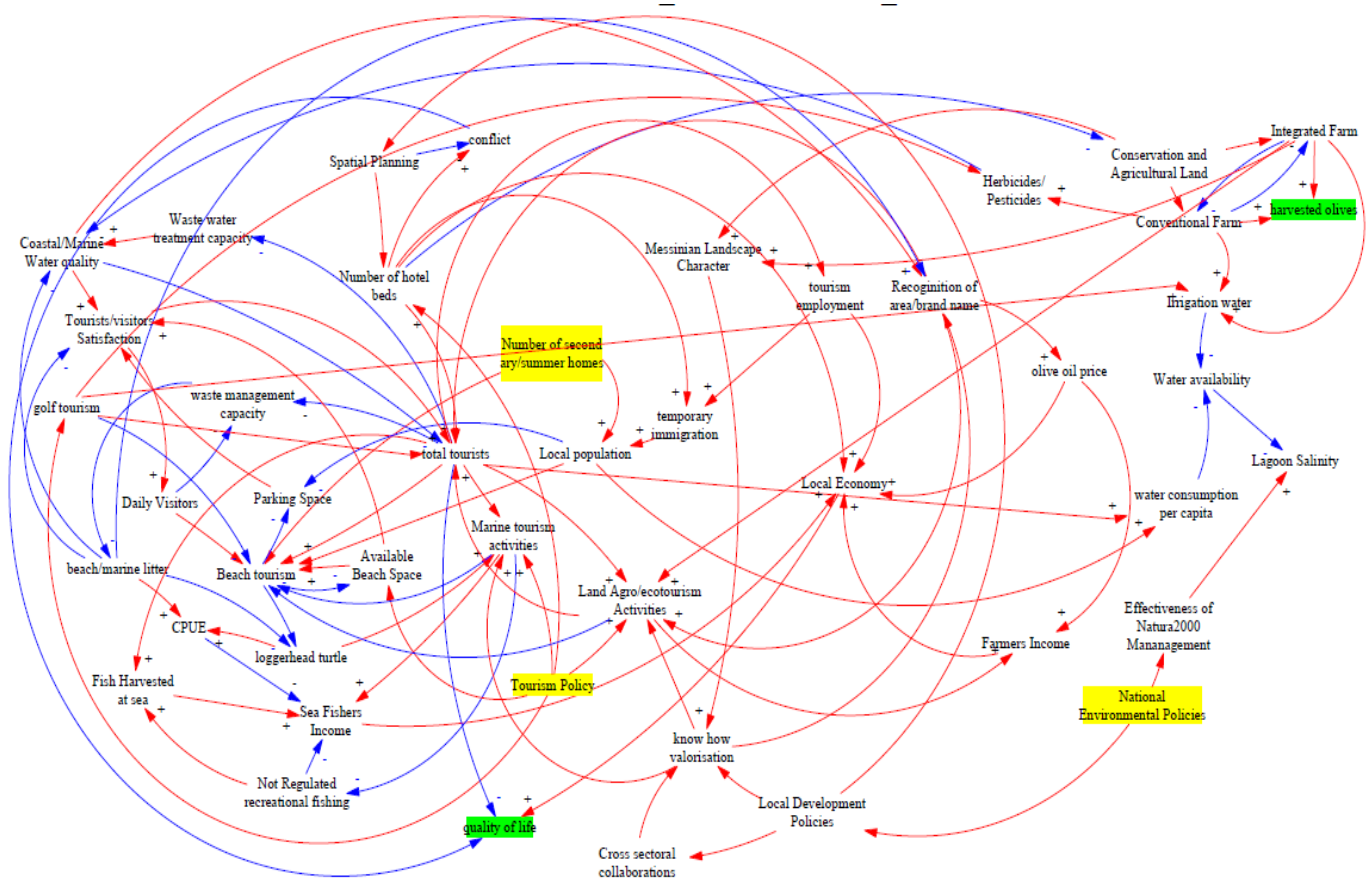 conflict
Spatial Planning
Integrated Farm
Conservation and
Agricultural Land
Herbicides/
Pesticides
harvested olives
Waste water
treatment capacity
Conventional Farm
Coastal/Marine
Water quality
Messinian Landscape
Character
Number of hotel
beds
tourism
employment
Recoginition of
area/brand name
Irrigation water
Tourists/visitors
Satisfaction
Number of second
ary/summer homes
olive oil price
Water availability
golf tourism
waste management
capacity
temporary
immigration
total tourists
Local population
Lagoon Salinity
Local Economy
Daily Visitors
Parking Space
water consumption
per capita
Marine tourism
activities
Available
Beach Space
beach/marine litter
Beach tourism
Land Agro/ecotourism
Activities
Effectiveness of
Natura2000
Mananagement
CPUE
loggerhead turtle
Farmers Income
Fish Harvested
at sea
Tourism Policy
National
Environmental Policies
Sea Fishers
Income
know how
valorisation
Not Regulated
recreational fishing
Local Development
Policies
quality of life
Cross sectoral
collaborations